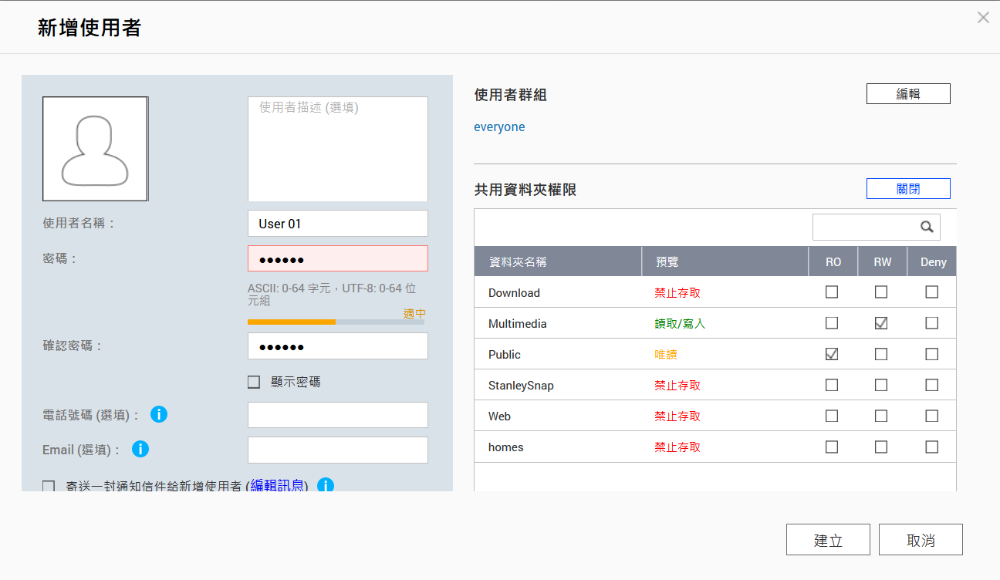 新增使用者
使用者描述 (選填)
使用者名稱：
User 01
密碼：
●●●●●●
ASCII: 0-64 字元，UTF-8: 0-64 位
元組
適中
確認密碼：
●●●●●●
顯示密碼
電話號碼 (選填)：
Email (選填)：
寄送一封通知信件給新增使用者 (編輯訊息)
使用者群組
編輯
everyone
共用資料夾權限
關閉
資料夾名稱 預覽 RO RW Deny
Download 禁止存取
Multimedia 讀取/寫入
Public 唯讀
StanleySnap 禁止存取
Web 禁止存取
homes 禁止存取
建立 取消